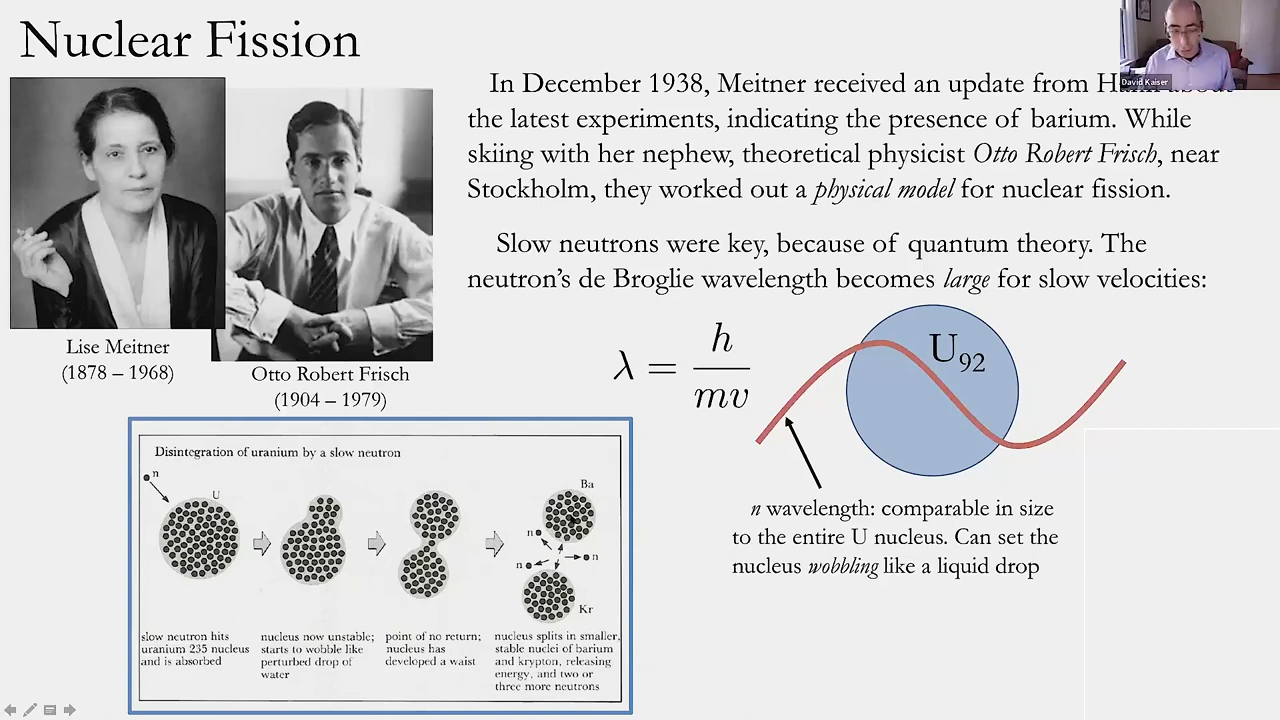 Nuclear Fission
David Kaiser
In December 1938, Meitner received an update from
the latest experiments, indicating the presence of barium. While
skiing with her nephew, theoretical physicist Otto Robert Frisch, near
Stockholm, they worked out a physical model for nuclear fission.
Slow neutrons were key, because of quantum theory. The
neutron's de Broglie wavelength becomes large for slow velocities:
Lise Meitner
(1878 – 1968)
Otto Robert Frisch
(1904 – 1979)
λ = h / mv
U92
n wavelength: comparable in size
to the entire U nucleus. Can set the
nucleus wobbling like a liquid drop
Disintegration of uranium by a slow neutron
n
U
Ba
n
n
n
Kr
slow neutron hits
uranium 235 nucleus
and is absorbed
nucleus now unstable;
starts to wobble like
perturbed drop of
water
point of no return;
nucleus has
developed a waist
nucleus splits in smaller,
stable nuclei of barium
and krypton, releasing
energy, and two or
three more neutrons